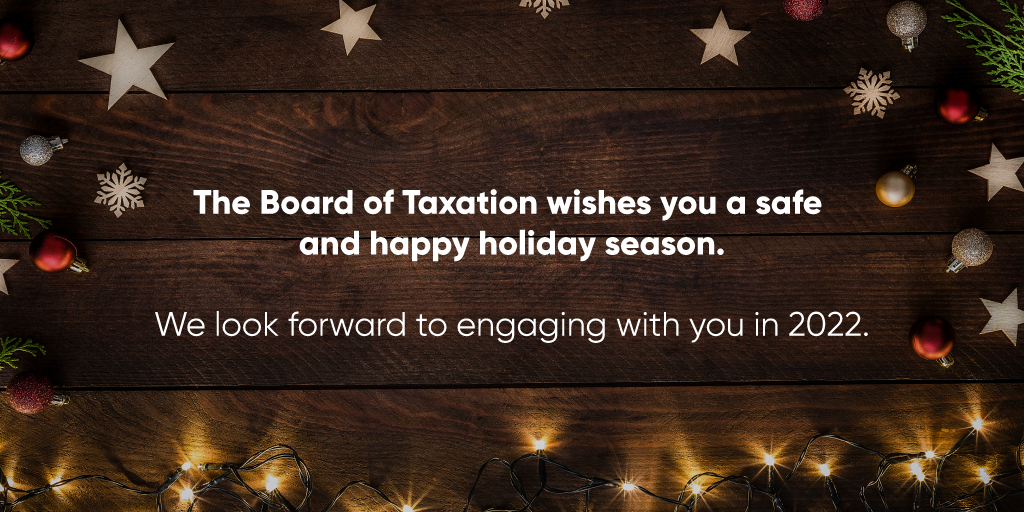 The Board of Taxation wishes you a safe
and happy holiday season.
We look forward to engaging with you in 2022.